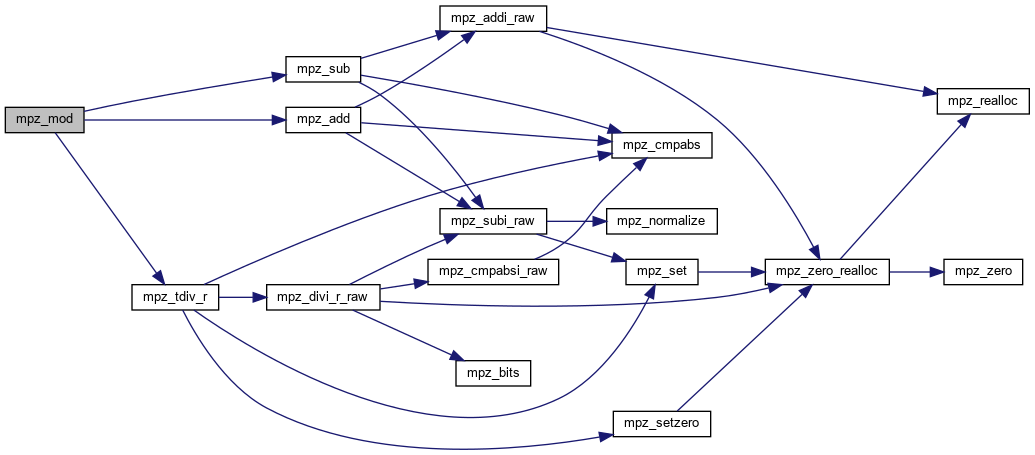 mpz_mod
mpz_sub
mpz_add
mpz_tdiv_r
mpz_divi_r_raw
mpz_addi_raw
mpz_subi_raw
mpz_cmpabsi_raw
mpz_bits
mpz_cmpabs
mpz_normalize
mpz_set
mpz_setzero
mpz_zero_realloc
mpz_realloc
mpz_zero